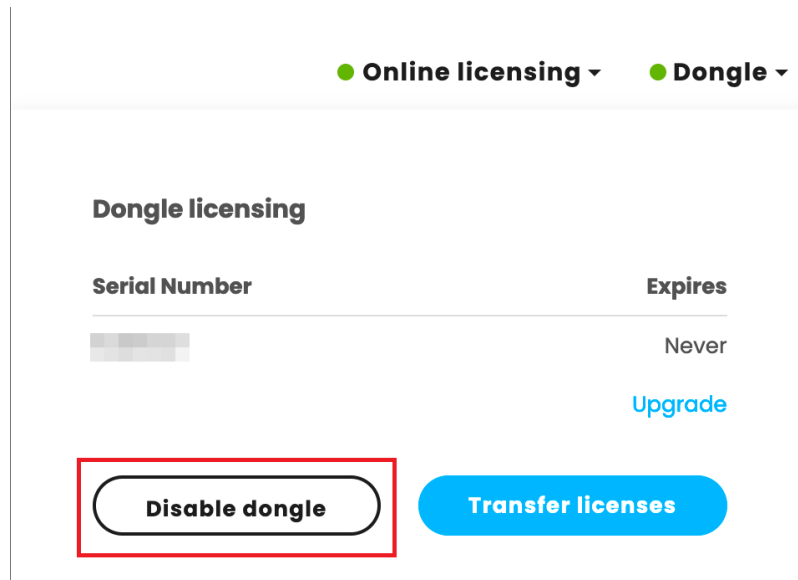 Online licensing Dongle
Dongle licensing
Serial Number Expires
Never
Upgrade
Disable dongle Transfer licenses